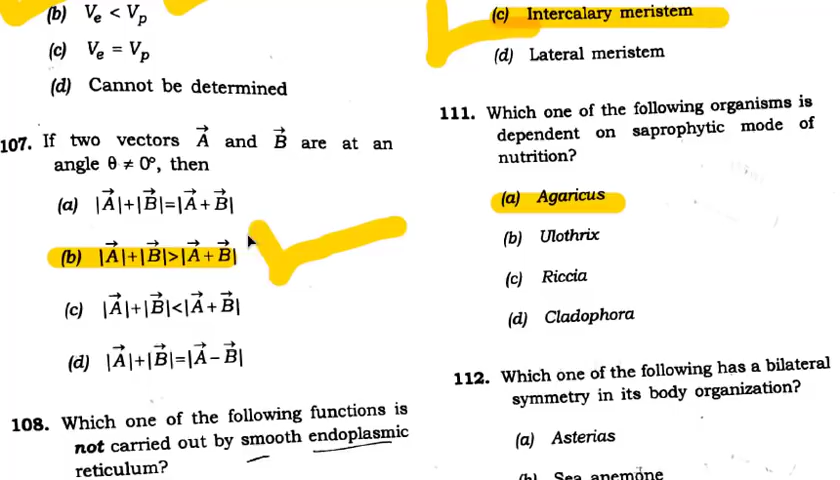 (b) V⃗e < Vp
(c) Ve = Vp
(d) Cannot be determined
107. If two vectors A⃗ and B⃗ are at an
angle θ ≠ 0°, then
(a) |A⃗|+|B⃗|=|A⃗+B⃗|
(b) |A⃗|+|B⃗|>|A⃗+B⃗|
(c) |A⃗|+|B⃗|<|A⃗+B⃗|
(d) |A⃗|+|B⃗|=|A⃗−B⃗|
108. Which one of the following functions is
not carried out by smooth endoplasmic
reticulum?
(c) Intercalary meristem
(d) Lateral meristem
111. Which one of the following organisms is
dependent on saprophytic mode of
nutrition?
(a) Agaricus
(b) Ulothrix
(c) Riccia
(d) Cladophora
112. Which one of the following has a bilateral
symmetry in its body organization?
(a) Asterias
(b) Sea anemone